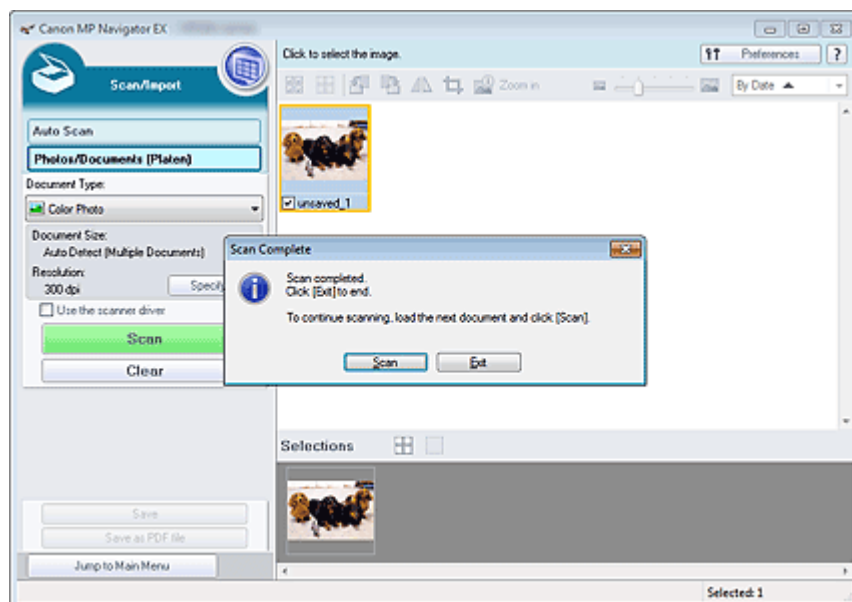 Canon MP Navigator EX
Scan/Import
Click to select the image.
Preferences
?
Zoom in
By Date
Auto Scan
Photos/Documents (Platen)
Document Type:
Color Photo
unsaved_1
Document Size:
Auto Detect (Multiple Documents)
Resolution:
300 dpi
Specify
Use the scanner driver
Scan
Clear
Scan Complete
Scan completed.
Click [Exit] to end.
To continue scanning, load the next document and click [Scan].
Scan
Exit
Selections
Save
Save as PDF file
Jump to Main Menu
Selected: 1